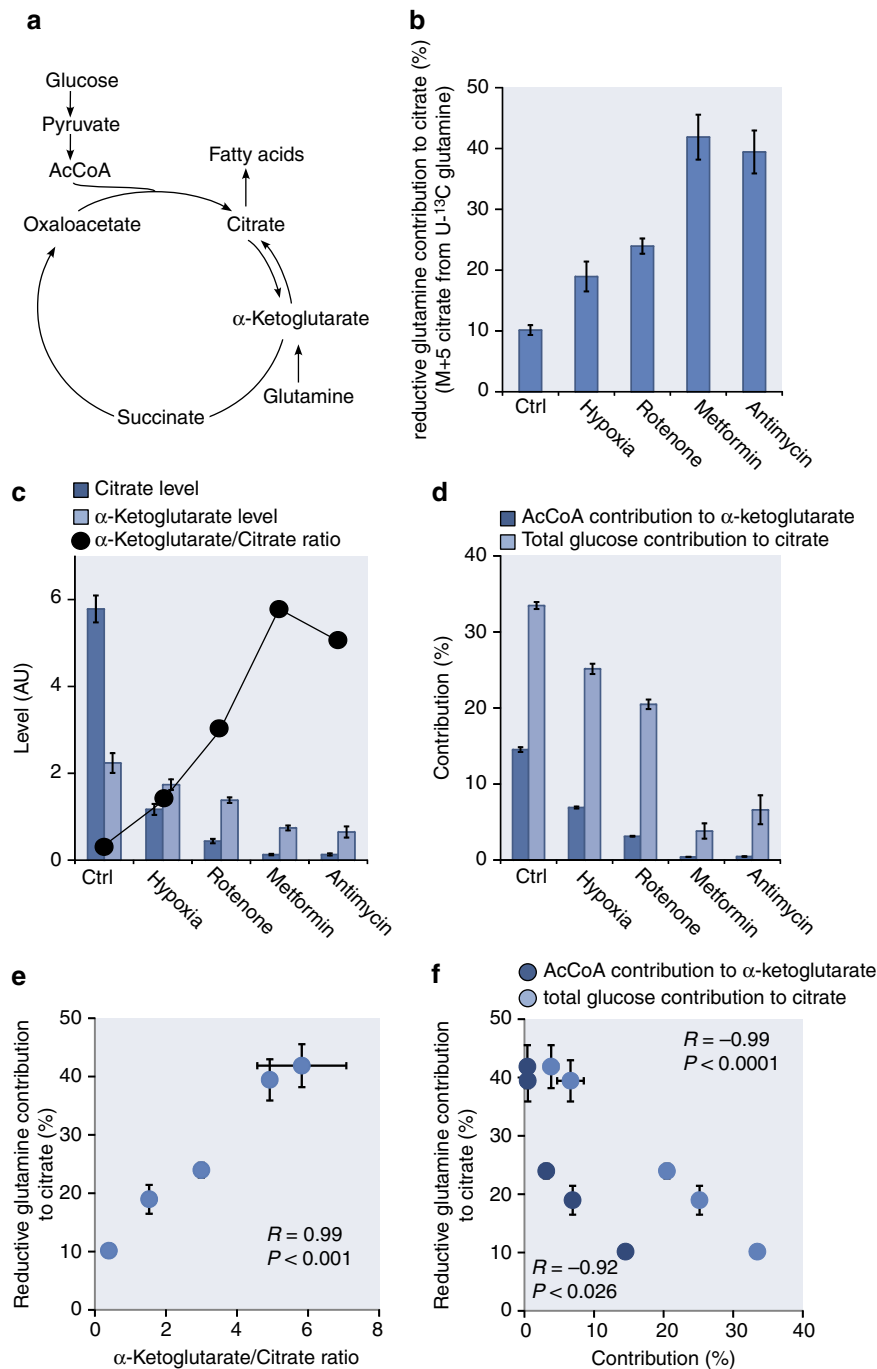 a
Glucose
Pyruvate
AcCoA
Fatty acids
Oxaloacetate
Citrate
α-Ketoglutarate
Glutamine
Succinate
b
reductive glutamine contribution to citrate (%)
(M+5 citrate from U-¹³C glutamine)
50
40
30
20
10
0
Ctrl
Hypoxia
Rotenone
Metformin
Antimycin
c
Citrate level
α-Ketoglutarate level
α-Ketoglutarate/Citrate ratio
Level (AU)
6
4
2
0
Ctrl
Hypoxia
Rotenone
Metformin
Antimycin
d
AcCoA contribution to α-ketoglutarate
Total glucose contribution to citrate
Contribution (%)
40
30
20
10
0
Ctrl
Hypoxia
Rotenone
Metformin
Antimycin
e
Reductive glutamine contribution
to citrate (%)
50
40
30
20
10
0
R = 0.99
P < 0.001
0 2 4 6 8
α-Ketoglutarate/Citrate ratio
f
AcCoA contribution to α-ketoglutarate
total glucose contribution to citrate
Reductive glutamine contribution
to citrate (%)
50
40
30
20
10
0
R = –0.99
P < 0.0001
R = –0.92
P < 0.026
0 10 20 30 40
Contribution (%)